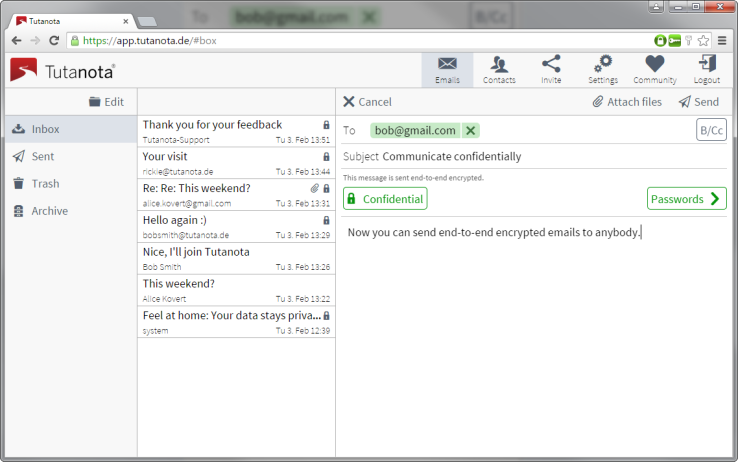 Tutanota
https://app.tutanota.de/#box
Tutanota®
Emails
Contacts
Invite
Settings
Community
Logout
Edit
Inbox
Sent
Trash
Archive
Thank you for your feedback
Tutanota-Support Tu 3. Feb 13:51
Your visit
rickie@tutanota.de Tu 3. Feb 13:44
Re: Re: This weekend?
alice.kovert@gmail.com Tu 3. Feb 13:31
Hello again :)
bobsmith@tutanota.de Tu 3. Feb 13:29
Nice, I'll join Tutanota
Bob Smith Tu 3. Feb 13:26
This weekend?
Alice Kovert Tu 3. Feb 13:22
Feel at home: Your data stays priva...
system Tu 3. Feb 12:39
Cancel Attach files Send
To bob@gmail.com B/Cc
Subject Communicate confidentially
This message is sent end-to-end encrypted.
Confidential Passwords
Now you can send end-to-end encrypted emails to anybody.
To bob@gmail.com B/Cc